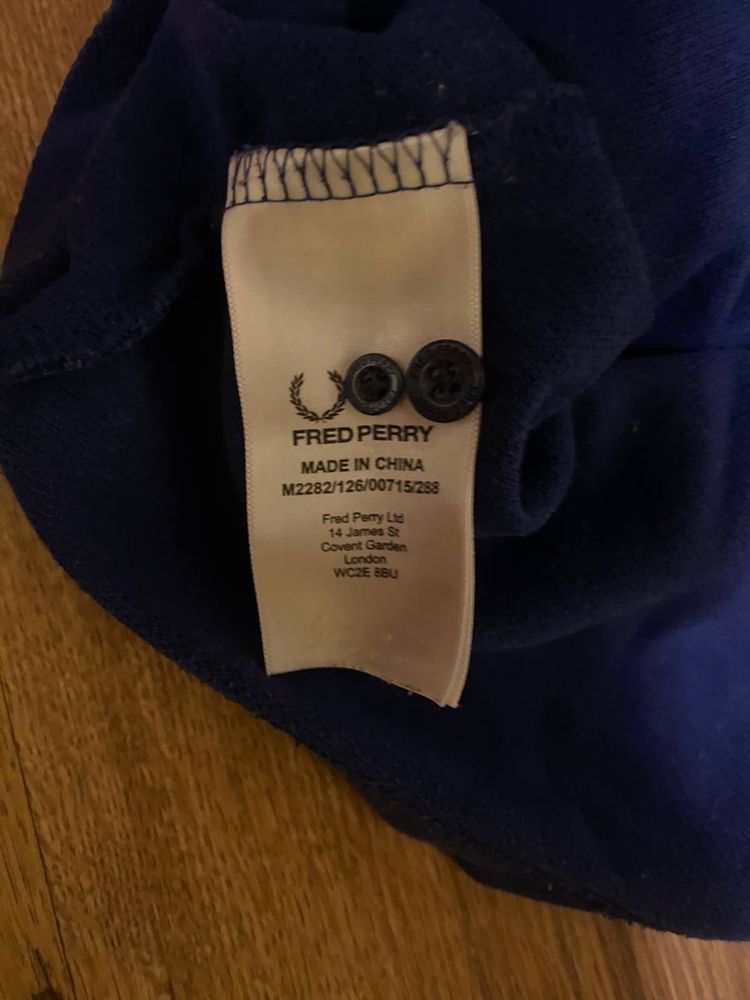 FRED PERRY
MADE IN CHINA
M2282/126/00715/288
Fred Perry Ltd
14 James St
Covent Garden
London
WC2E 8BU